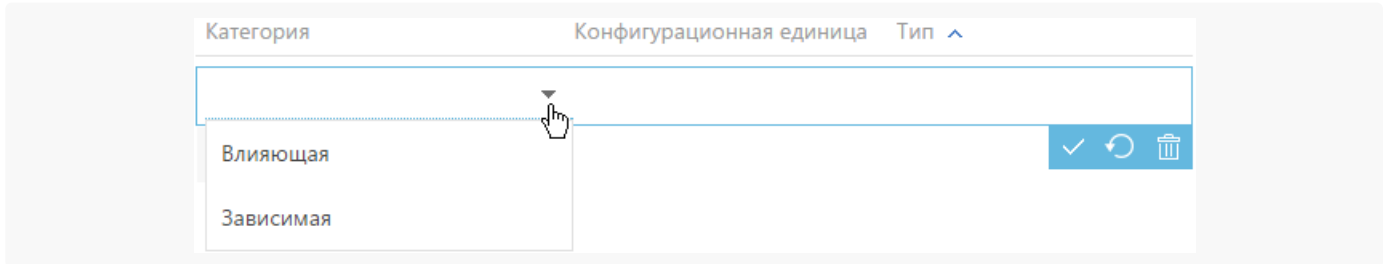 Категория Конфигурационная единица Тип
Влияющая
Зависимая